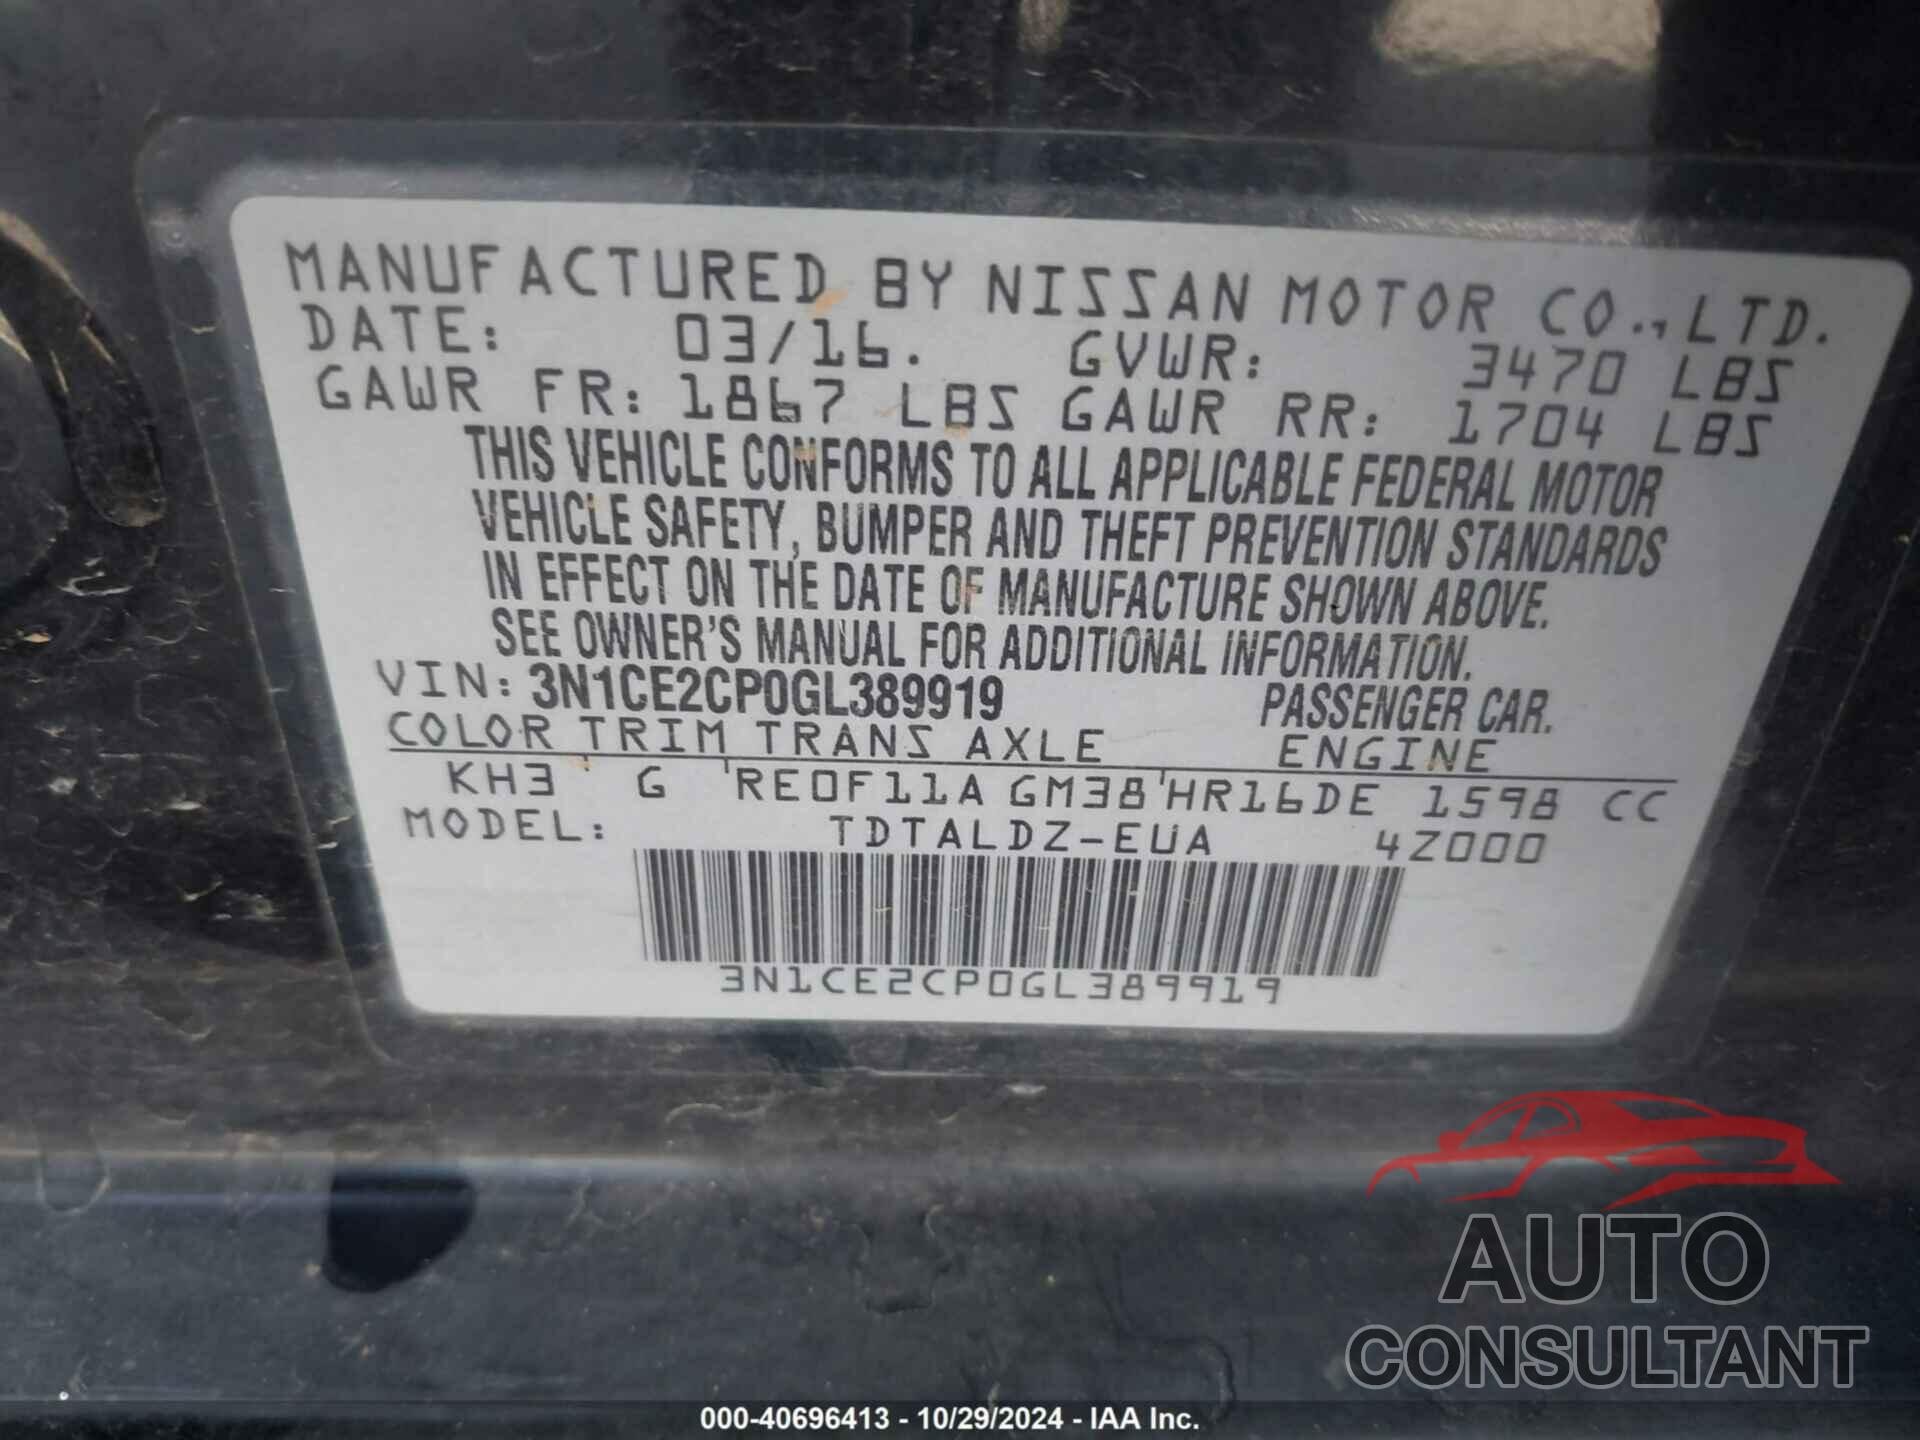 MANUFACTURED BY NISSAN MOTOR CO., LTD.
DATE: 03/16. GVWR: 3470 LBS
GAWR FR: 1867 LBS GAWR RR: 1704 LBS
THIS VEHICLE CONFORMS TO ALL APPLICABLE FEDERAL MOTOR
VEHICLE SAFETY, BUMPER AND THEFT PREVENTION STANDARDS
IN EFFECT ON THE DATE OF MANUFACTURE SHOWN ABOVE.
SEE OWNER'S MANUAL FOR ADDITIONAL INFORMATION.
VIN: 3N1CE2CP0GL389919 PASSENGER CAR.
COLOR TRIM TRANS AXLE ENGINE
KH3 G RE0F11A GM38 HR16DE 1598 CC
MODEL: TDTALDZ-EUA 4Z000
3N1CE2CP0GL389919
AUTO
CONSULTANT
000-40696413 - 10/29/2024 - IAA Inc.